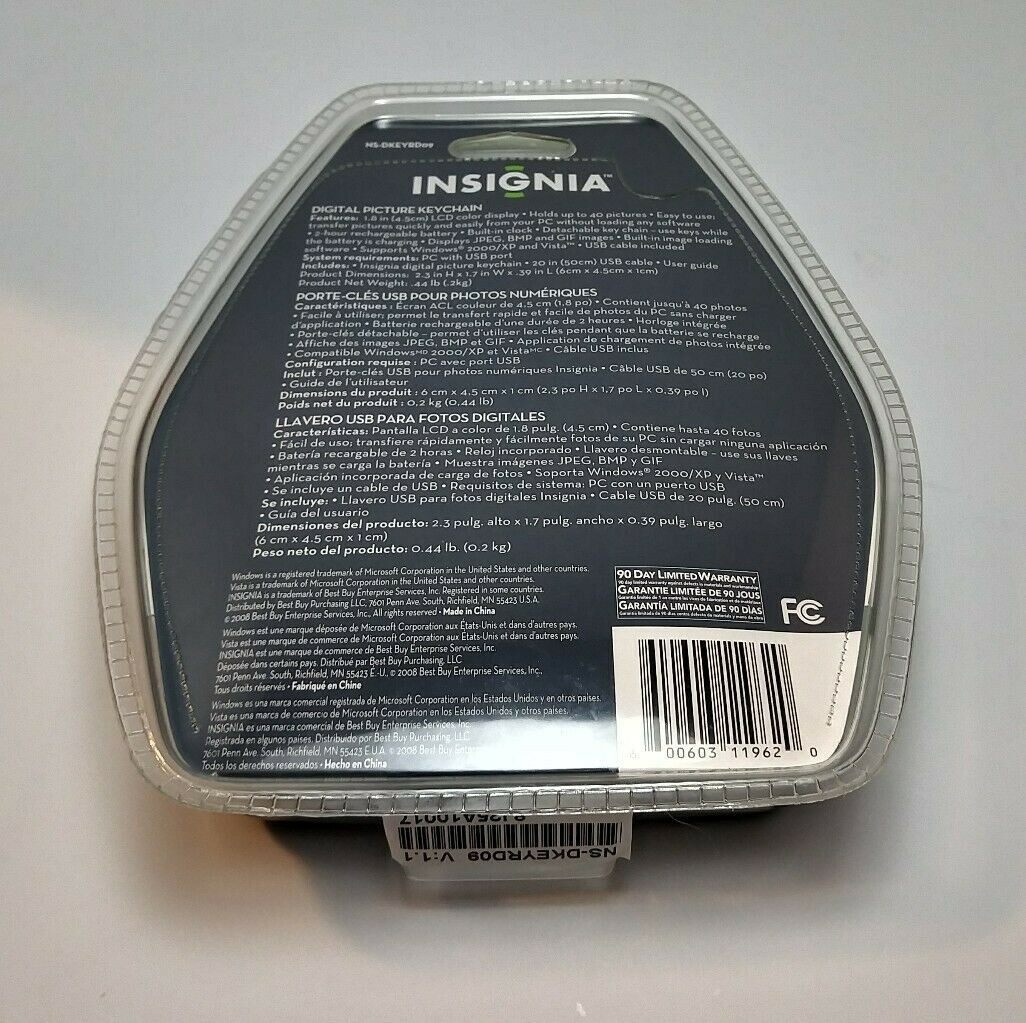 NS-DKEYRD09
INSIGNIA™
DIGITAL PICTURE KEYCHAIN
Features: 1.8 in (4.5cm) LCD color display • Holds up to 40 pictures • Easy to use;
transfer pictures quickly and easily from your PC without loading any software
• 2-hour rechargeable battery • Built-in clock • Detachable key chain – use keys while
the battery is charging • Displays JPEG, BMP and GIF images • Built-in image loading
software • Supports Windows® 2000/XP and Vista™ • USB cable included
System requirements: PC with USB port
Includes: • Insignia digital picture keychain • 20 in (50cm) USB cable • User guide
Product Dimensions: 2.3 in H x 1.7 in W x .39 in L (6cm x 4.5cm x 1cm)
Product Net Weight: .44 lb (.2kg)
PORTE-CLÉS USB POUR PHOTOS NUMÉRIQUES
Caractéristiques : Écran ACL couleur de 4,5 cm (1,8 po) • Contient jusqu'à 40 photos
• Facile à utiliser; permet le transfert rapide et facile de photos du PC sans charger
d'application • Batterie rechargeable d'une durée de 2 heures • Horloge intégrée
• Porte-clés détachable – permet d'utiliser les clés pendant que la batterie se recharge
• Affiche des images JPEG, BMP et GIF • Application de chargement de photos intégrée
• Compatible Windowsᴹᴰ 2000/XP et Vistaᴹᶜ • Câble USB inclus
Configuration requise : PC avec port USB
Inclut : Porte-clés USB pour photos numériques Insignia • Câble USB de 50 cm (20 po)
• Guide de l'utilisateur
Dimensions du produit : 6 cm x 4,5 cm x 1 cm (2,3 po H x 1,7 po L x 0,39 po l)
Poids net du produit : 0,2 kg (0,44 lb)
LLAVERO USB PARA FOTOS DIGITALES
Características: Pantalla LCD a color de 1.8 pulg. (4.5 cm) • Contiene hasta 40 fotos
• Fácil de uso; transfiere rápidamente y fácilmente fotos de su PC sin cargar ninguna aplicación
• Batería recargable de 2 horas • Reloj incorporado • Llavero desmontable – use sus llaves
mientras se carga la batería • Muestra imágenes JPEG, BMP y GIF
• Aplicación incorporada de carga de fotos • Soporta Windows® 2000/XP y Vista™
• Se incluye un cable de USB • Requisitos de sistema: PC con un puerto USB
Se incluye: • Llavero USB para fotos digitales Insignia • Cable USB de 20 pulg. (50 cm)
• Guía del usuario
Dimensiones del producto: 2.3 pulg. alto x 1.7 pulg. ancho x 0.39 pulg. largo
(6 cm x 4.5 cm x 1 cm)
Peso neto del producto: 0.44 lb. (0.2 kg)
Windows is a registered trademark of Microsoft Corporation in the United States and other countries.
Vista is a trademark of Microsoft Corporation in the United States and other countries.
INSIGNIA is a trademark of Best Buy Enterprise Services, Inc. Registered in some countries.
Distributed by Best Buy Purchasing LLC, 7601 Penn Ave. South, Richfield, MN 55423 U.S.A.
© 2008 Best Buy Enterprise Services, Inc., All rights reserved • Made in China
Windows est une marque déposée de Microsoft Corporation aux États-Unis et dans d'autres pays.
Vista est une marque de commerce de Microsoft Corporation aux États-Unis et dans d'autres pays.
INSIGNIA est une marque de commerce de Best Buy Enterprise Services, Inc.
Déposée dans certains pays. Distribué par Best Buy Purchasing, LLC
7601 Penn Ave. South, Richfield, MN 55423 É.-U., © 2008 Best Buy Enterprise Services, Inc.,
Tous droits réservés • Fabriqué en Chine
Windows es una marca comercial registrada de Microsoft Corporation en los Estados Unidos y en otros países.
Vista es una marca de comercio de Microsoft Corporation en los Estados Unidos y otros países.
INSIGNIA es una marca comercial de Best Buy Enterprise Services, Inc.
Registrada en algunos países. Distribuido por Best Buy Purchasing, LLC
7601 Penn Ave. South, Richfield, MN 55423 E.U.A. © 2008 Best Buy Enterprise Services, Inc.
Todos los derechos reservados • Hecho en China
90 DAY LIMITED WARRANTY
90 day limited warranty against defects in materials and workmanship
GARANTIE LIMITÉE DE 90 JOURS
GARANTÍA LIMITADA DE 90 DÍAS
FC
00603 11962 0
NS-DKEYRD09 V:1.1
8J25A10017